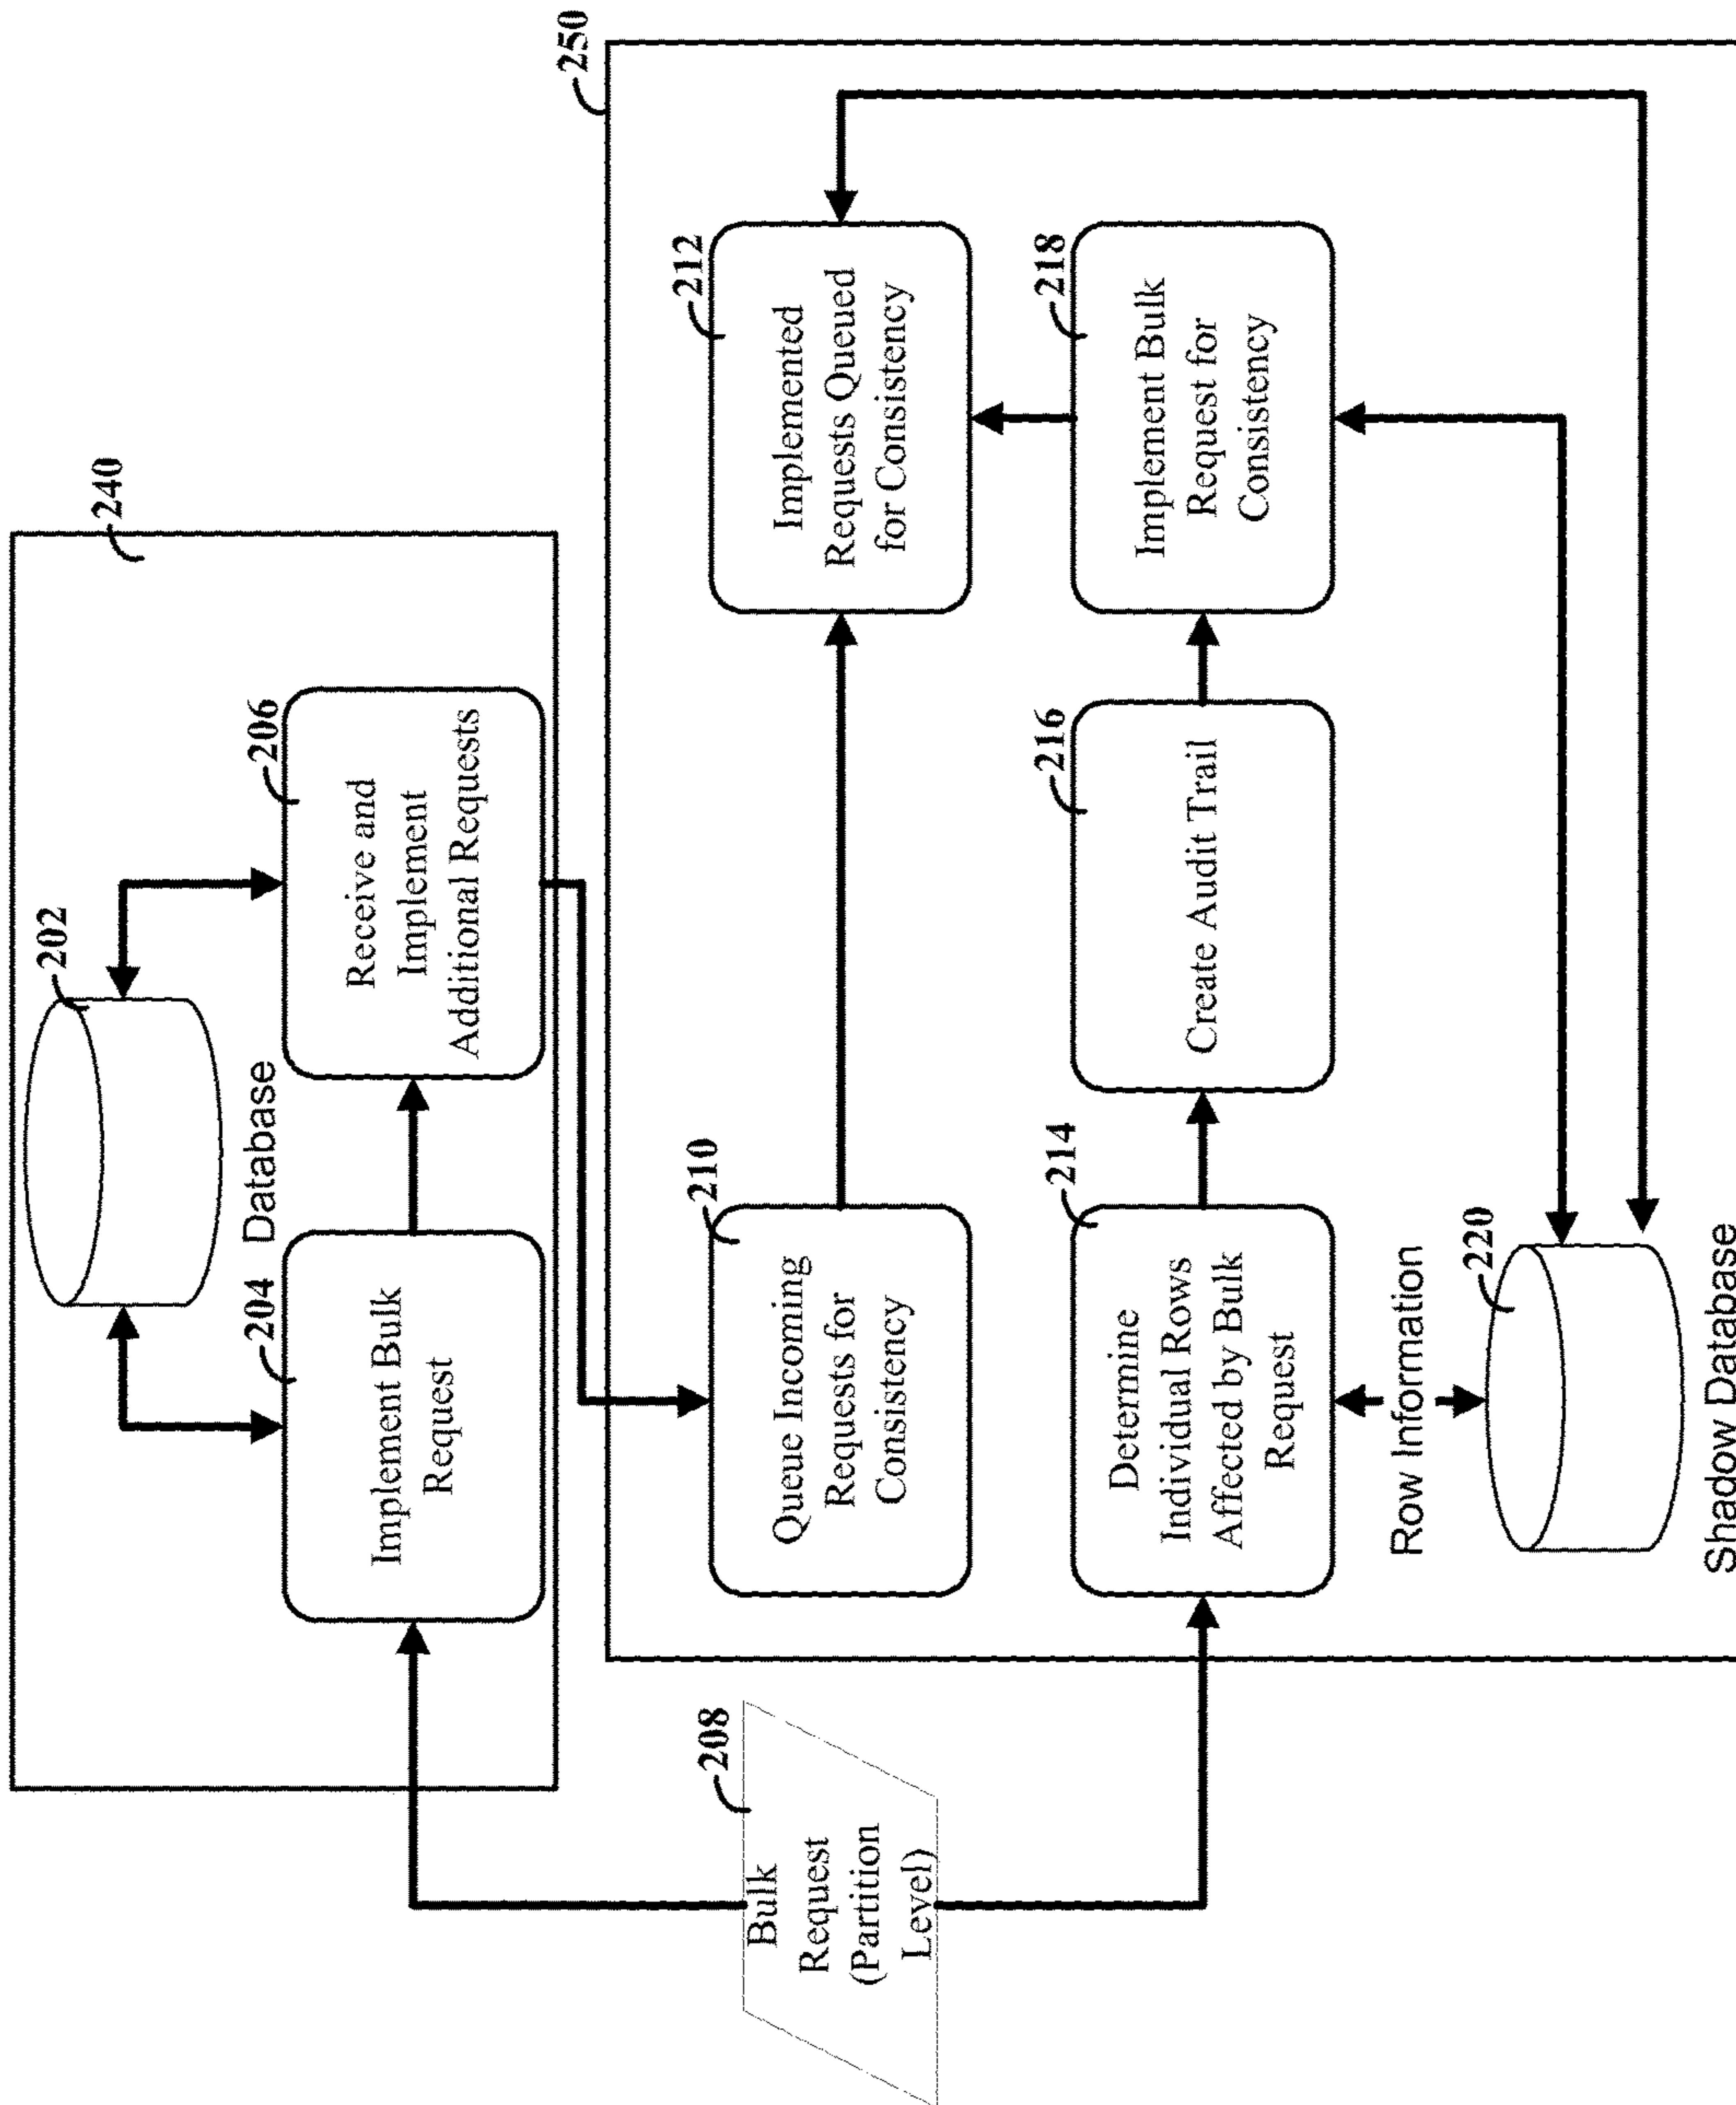 240
202
Database
204
Implement Bulk
Request
206
Receive and
Implement
Additional Requests
208
Bulk
Request
(Partition
Level)
250
210
Queue Incoming
Requests for
Consistency
212
Implemented
Requests Queued
for Consistency
214
Determine
Individual Rows
Affected by Bulk
Request
216
Create Audit Trail
218
Implement Bulk
Request for
Consistency
Row Information
220
Shadow Database